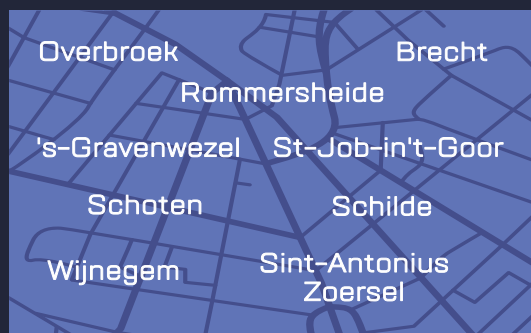 Overbroek
Brecht
Rommersheide
's-Gravenwezel
St-Job-in't-Goor
Schoten
Schilde
Wijnegem
Sint-Antonius
Zoersel